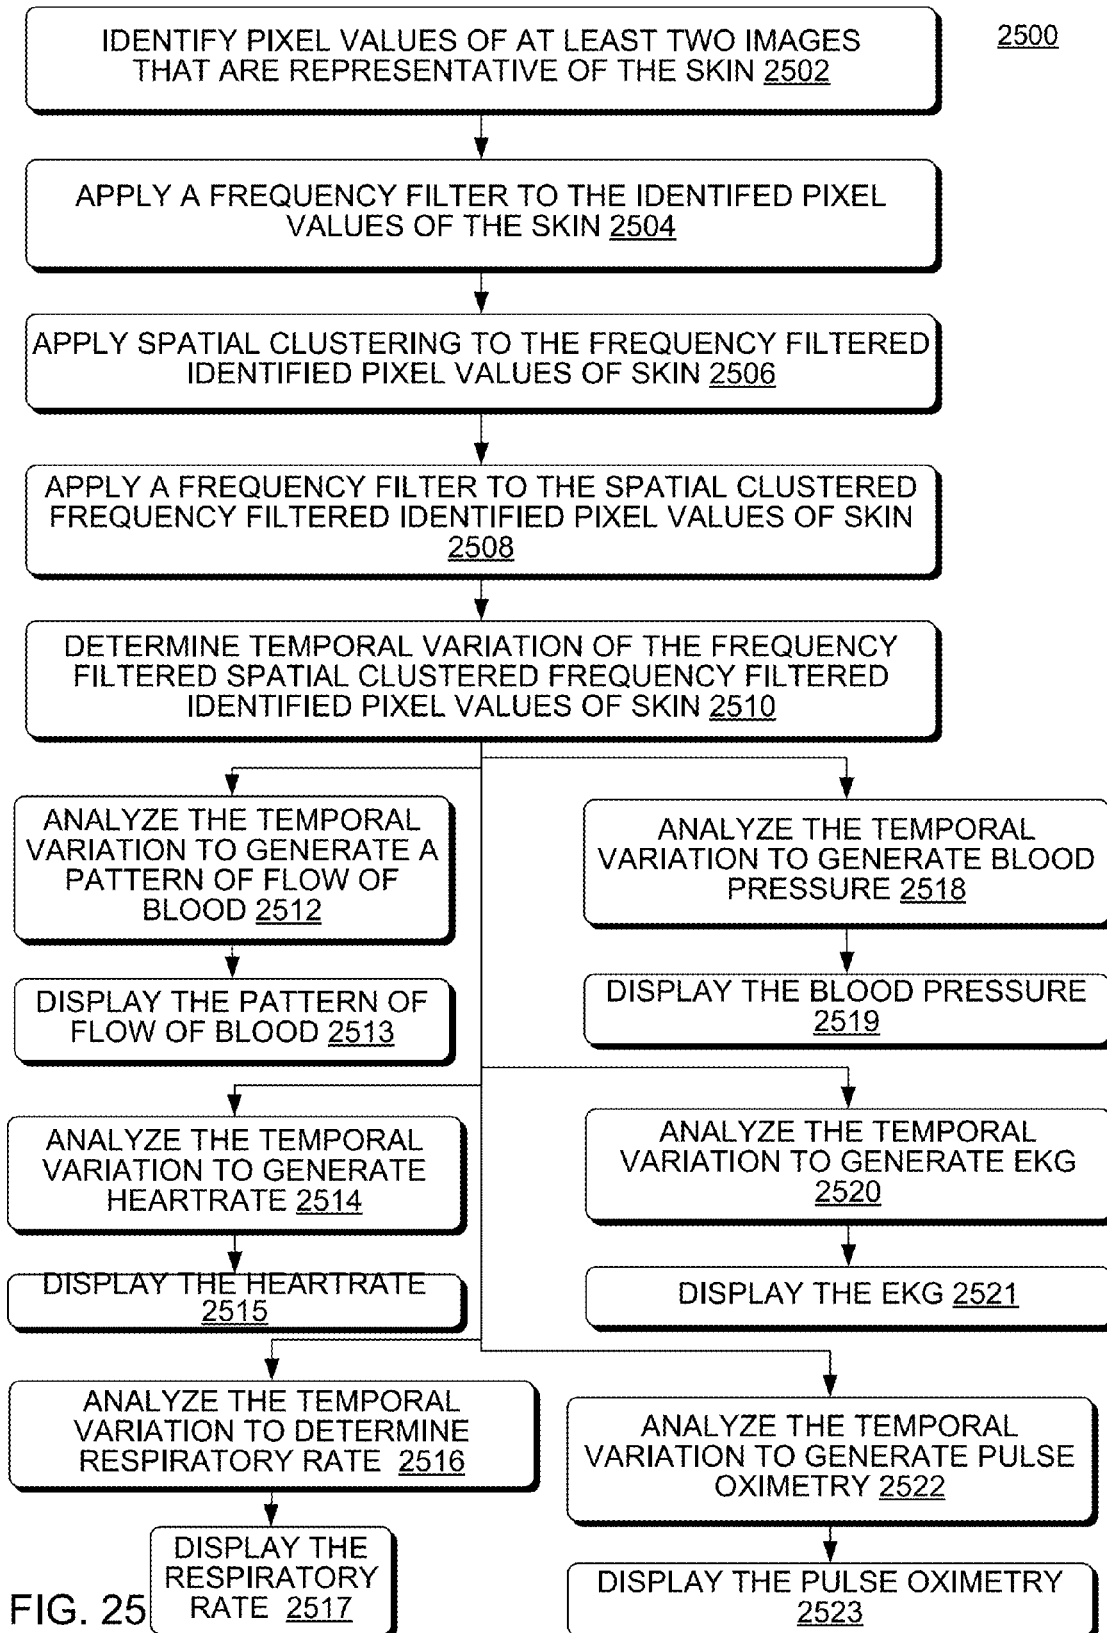 IDENTIFY PIXEL VALUES OF AT LEAST TWO IMAGES
THAT ARE REPRESENTATIVE OF THE SKIN 2502
2500
APPLY A FREQUENCY FILTER TO THE IDENTIFED PIXEL
VALUES OF THE SKIN 2504
APPLY SPATIAL CLUSTERING TO THE FREQUENCY FILTERED
IDENTIFIED PIXEL VALUES OF SKIN 2506
APPLY A FREQUENCY FILTER TO THE SPATIAL CLUSTERED
FREQUENCY FILTERED IDENTIFIED PIXEL VALUES OF SKIN
2508
DETERMINE TEMPORAL VARIATION OF THE FREQUENCY
FILTERED SPATIAL CLUSTERED FREQUENCY FILTERED
IDENTIFIED PIXEL VALUES OF SKIN 2510
ANALYZE THE TEMPORAL
VARIATION TO GENERATE A
PATTERN OF FLOW OF
BLOOD 2512
ANALYZE THE TEMPORAL
VARIATION TO GENERATE BLOOD
PRESSURE 2518
DISPLAY THE PATTERN OF
FLOW OF BLOOD 2513
DISPLAY THE BLOOD PRESSURE
2519
ANALYZE THE TEMPORAL
VARIATION TO GENERATE
HEARTRATE 2514
ANALYZE THE TEMPORAL
VARIATION TO GENERATE EKG
2520
DISPLAY THE HEARTRATE
2515
DISPLAY THE EKG 2521
ANALYZE THE TEMPORAL
VARIATION TO DETERMINE
RESPIRATORY RATE 2516
ANALYZE THE TEMPORAL
VARIATION TO GENERATE PULSE
OXIMETRY 2522
DISPLAY THE
RESPIRATORY
RATE 2517
DISPLAY THE PULSE OXIMETRY
2523
FIG. 25